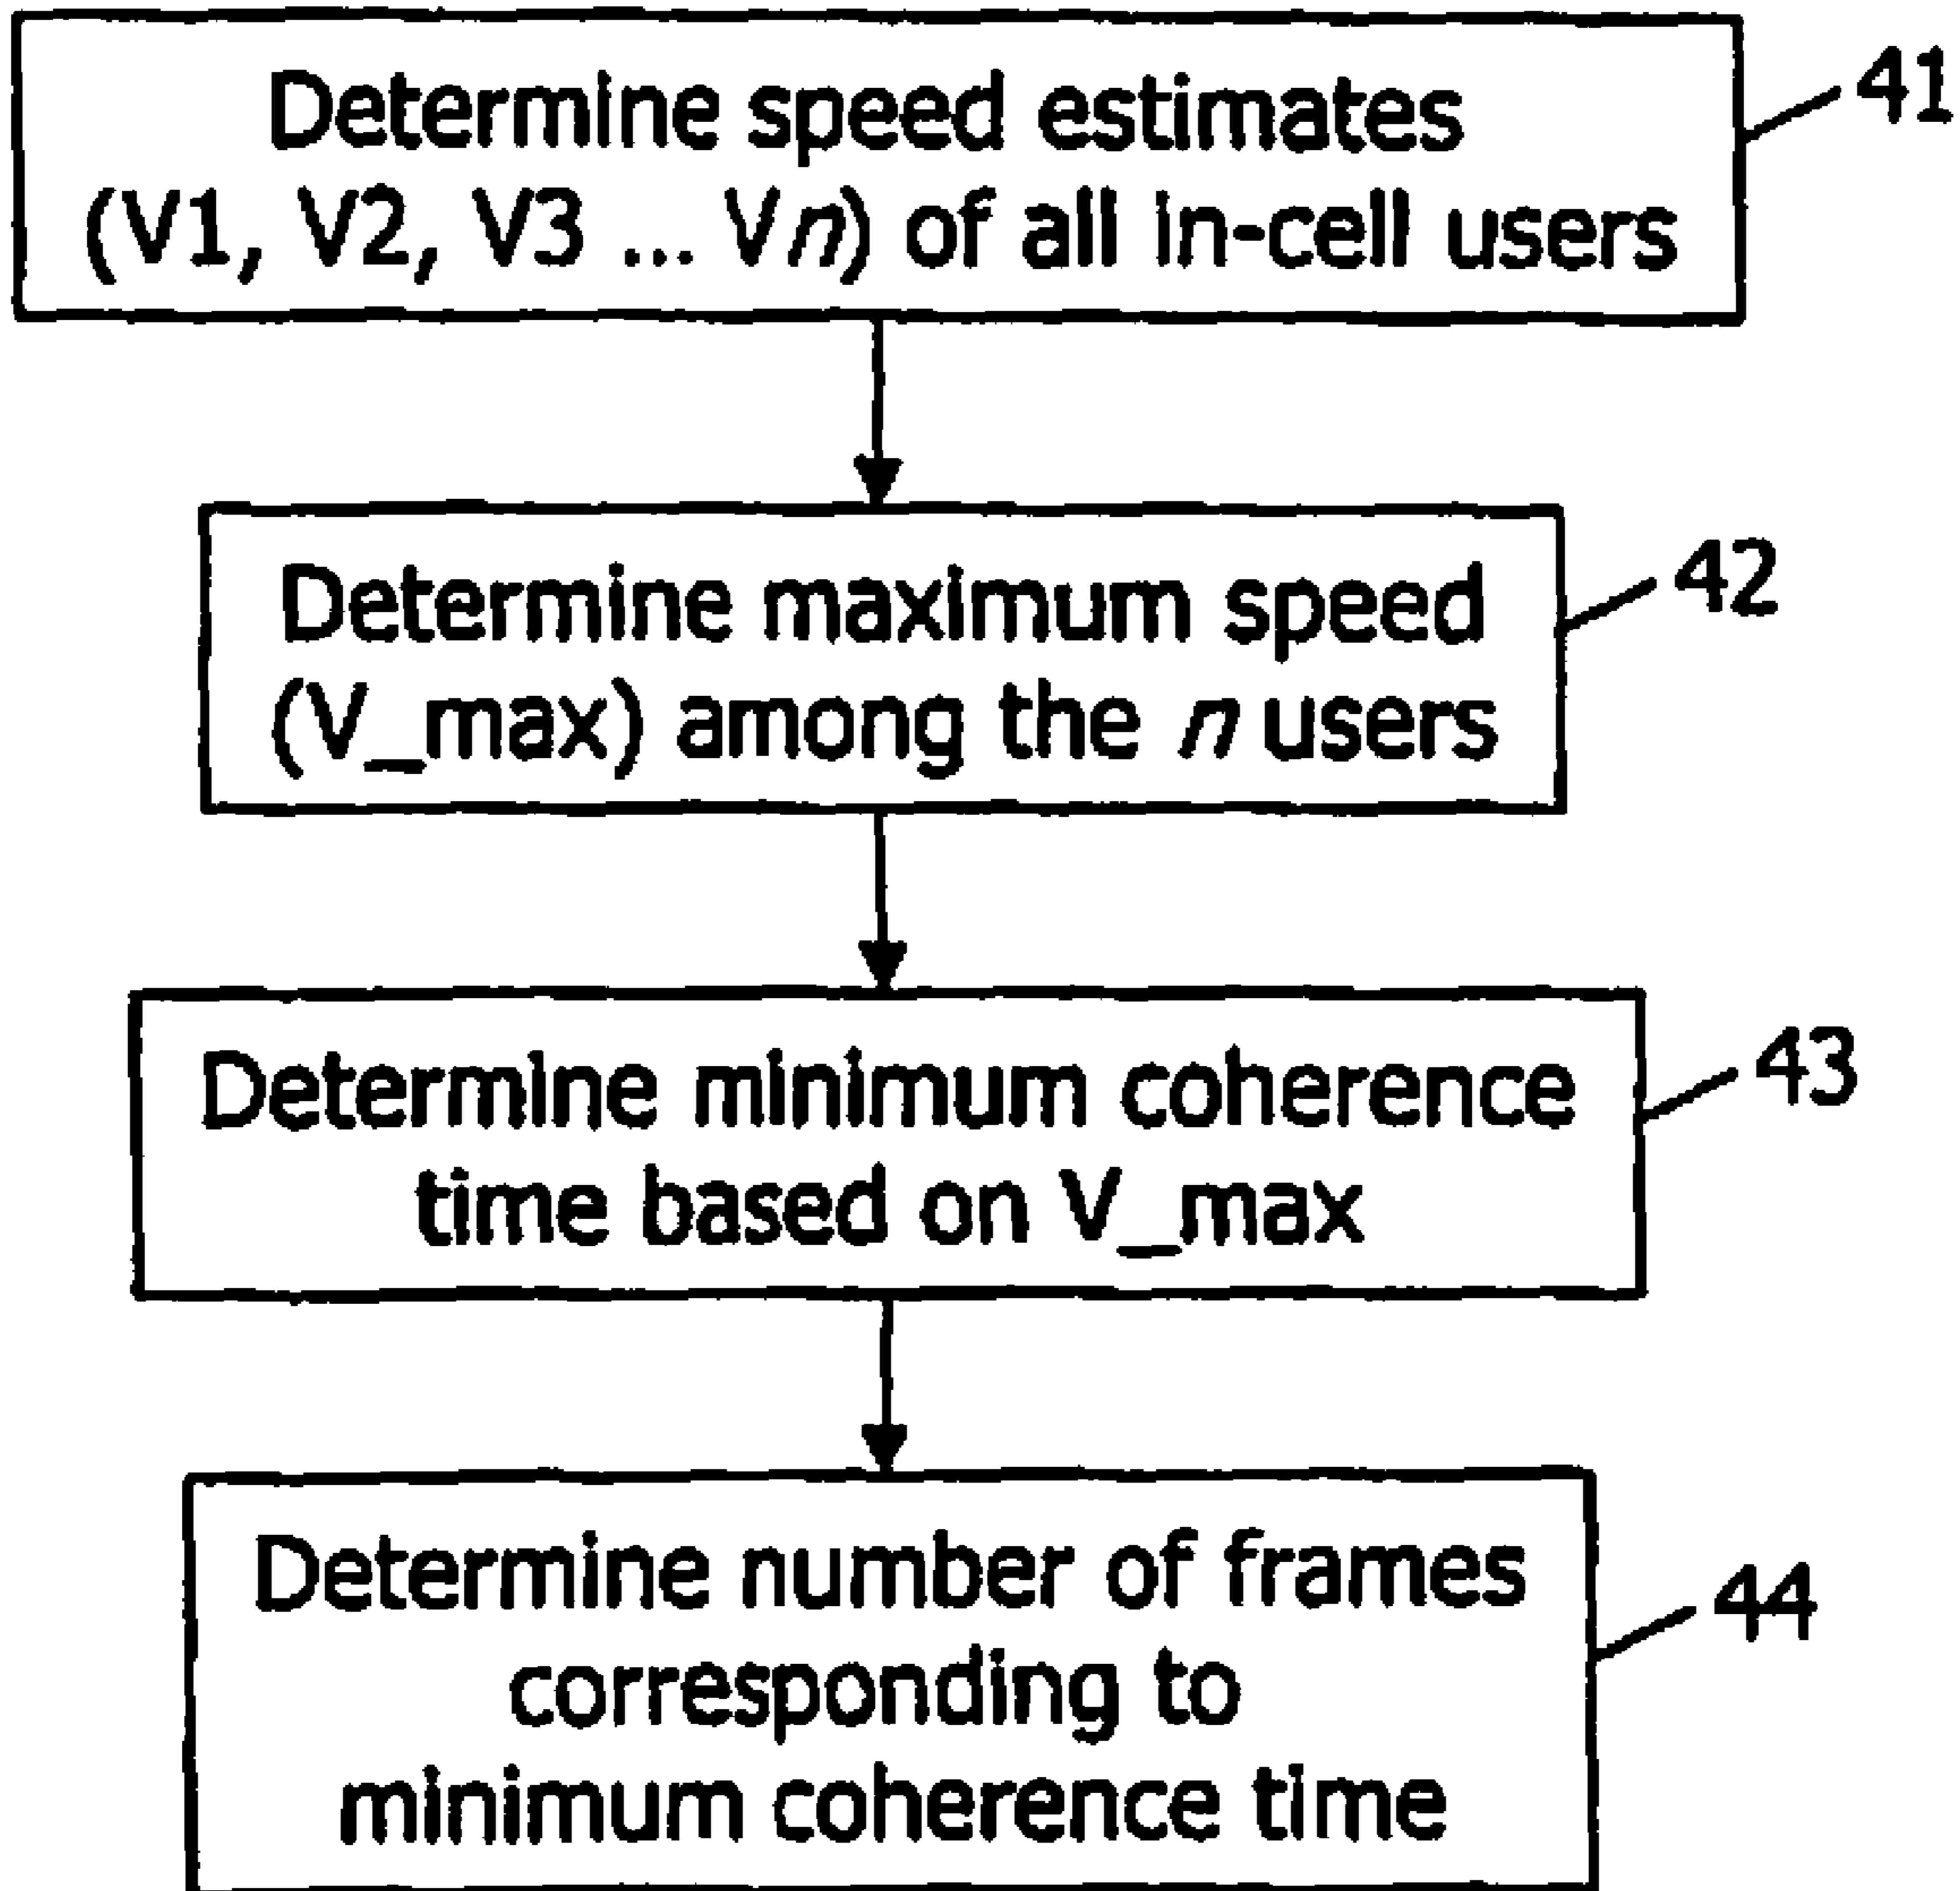 Determine speed estimates
(V1, V2, V3 . . . Vn) of all in-cell users
41
Determine maximum speed
(V_max) among the n users
42
Determine minimum coherence
time based on V_max
43
Determine number of frames
corresponding to
minimum coherence time
44